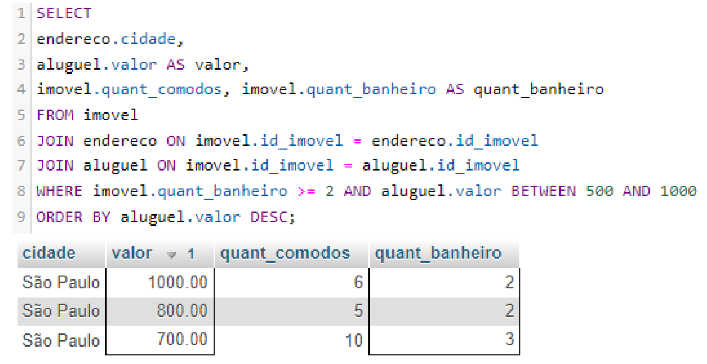 1 SELECT
2 endereco.cidade,
3 aluguel.valor AS valor,
4 imovel.quant_comodos, imovel.quant_banheiro AS quant_banheiro
5 FROM imovel
6 JOIN endereco ON imovel.id_imovel = endereco.id_imovel
7 JOIN aluguel ON imovel.id_imovel = aluguel.id_imovel
8 WHERE imovel.quant_banheiro >= 2 AND aluguel.valor BETWEEN 500 AND 1000
9 ORDER BY aluguel.valor DESC;
cidade valor 1 quant_comodos quant_banheiro
São Paulo 1000.00 6 2
São Paulo 800.00 5 2
São Paulo 700.00 10 3